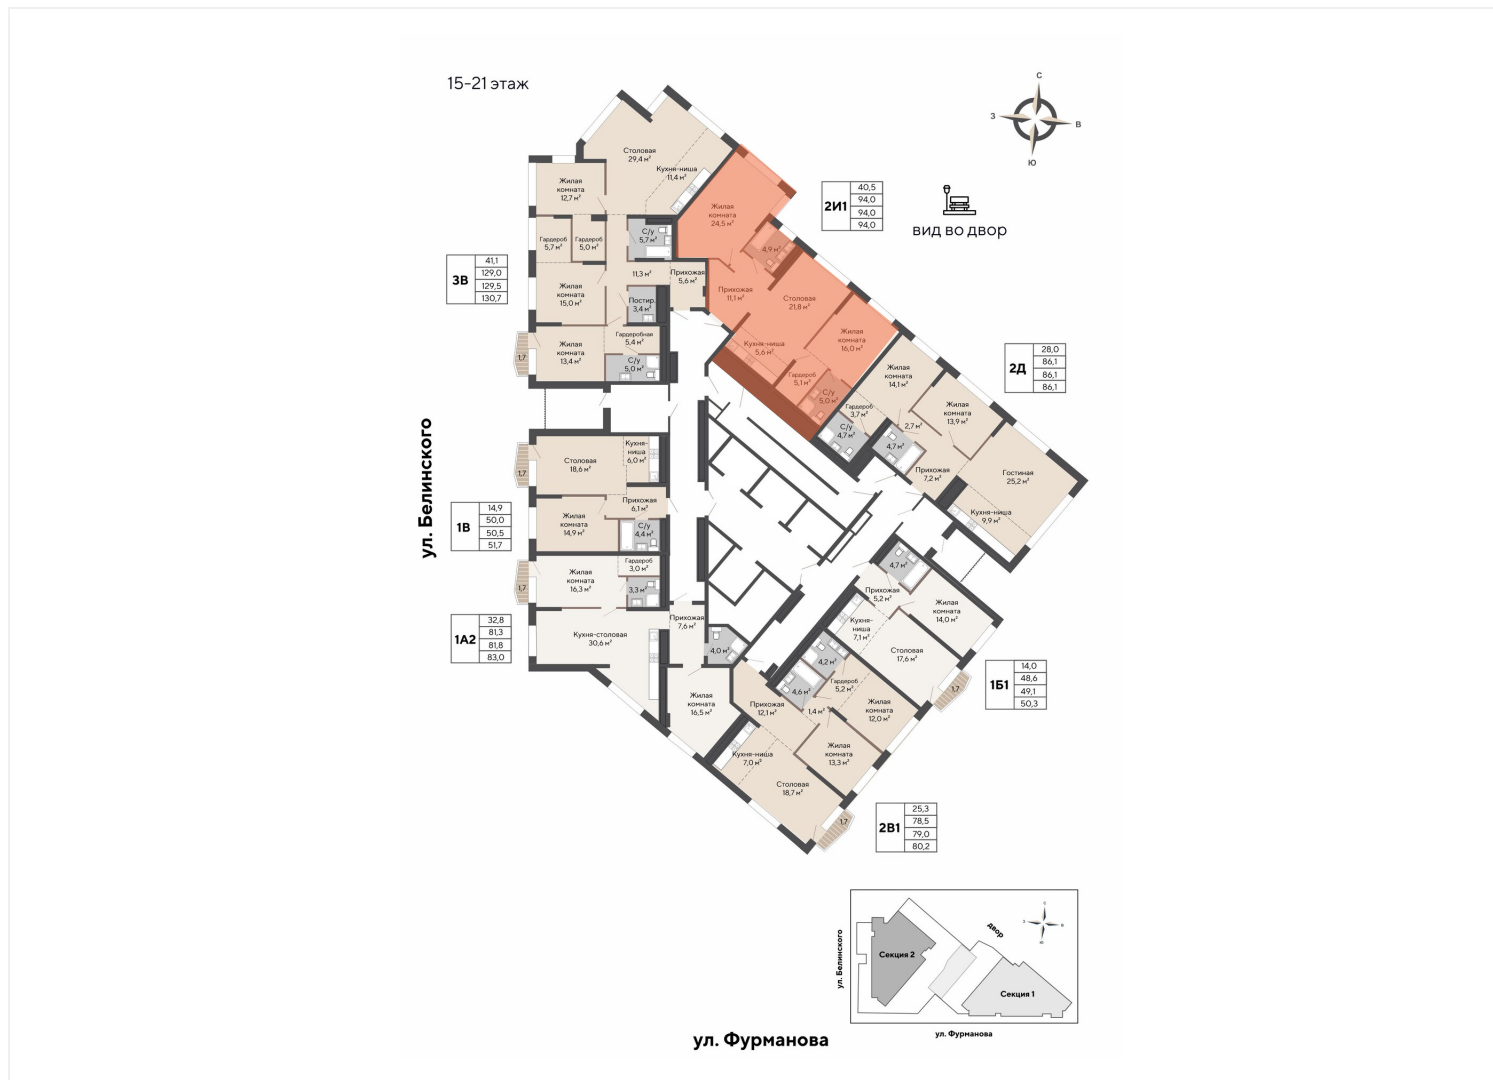 15-21 этаж
С
З
В
Ю
2И1
40,5
94,0
94,0
94,0
вид во двор
Столовая
29,4 м²
Кухня-ниша
11,4 м²
Жилая
комната
12,7 м²
Жилая
комната
24,5 м²
Гардероб
5,7 м²
Гардероб
5,0 м²
С/у
5,7 м²
4,9 м²
3В
41,1
129,0
129,5
130,7
11,3 м²
Прихожая
5,6 м²
Прихожая
11,1 м²
Столовая
21,8 м²
Жилая
комната
15,0 м²
Постир.
3,4 м²
Жилая
комната
16,0 м²
Кухня-ниша
5,6 м²
Жилая
комната
13,4 м²
1,7
Гардеробная
5,4 м²
С/у
5,0 м²
Гардероб
5,1 м²
С/у
5,0 м²
2Д
28,0
86,1
86,1
86,1
Жилая
комната
14,1 м²
Гардероб
3,7 м²
С/у
4,7 м²
2,7 м²
Жилая
комната
13,9 м²
4,7 м²
Прихожая
7,2 м²
Гостиная
25,2 м²
Кухня-ниша
9,9 м²
ул. Белинского
Столовая
18,6 м²
1,7
Кухня-
ниша
6,0 м²
Прихожая
6,1 м²
1В
14,9
50,0
50,5
51,7
Жилая
комната
14,9 м²
С/у
4,4 м²
Жилая
комната
16,3 м²
1,7
Гардероб
3,0 м²
3,3 м²
1А2
32,8
81,3
81,8
83,0
Кухня-столовая
30,6 м²
Прихожая
7,6 м²
4,0 м²
Жилая
комната
16,5 м²
4,7 м²
Прихожая
5,2 м²
Жилая
комната
14,0 м²
Кухня-
ниша
7,1 м²
Столовая
17,6 м²
1,7
1Б1
14,0
48,6
49,1
50,3
4,2 м²
Гардероб
5,2 м²
4,6 м²
1,4 м²
Жилая
комната
12,0 м²
Прихожая
12,1 м²
Жилая
комната
13,3 м²
Кухня-ниша
7,0 м²
Столовая
18,7 м²
1,7
2В1
25,3
78,5
79,0
80,2
ул. Белинского
Секция 2
двор
С
З
В
Ю
Секция 1
ул. Фурманова
ул. Фурманова